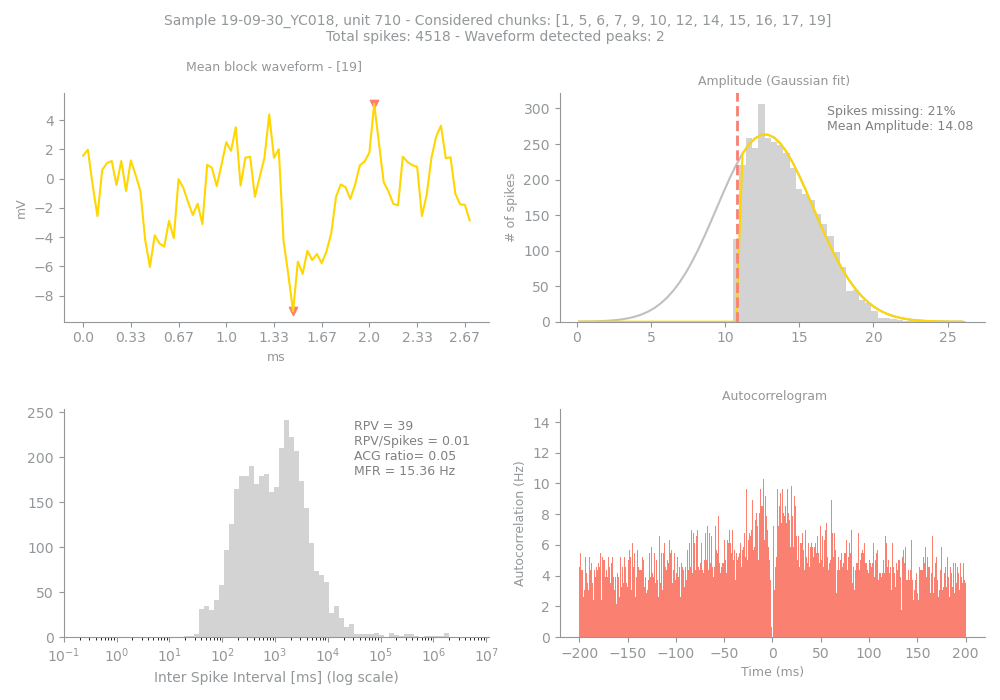 Sample 19-09-30_YC018, unit 710 - Considered chunks: [1, 5, 6, 7, 9, 10, 12, 14, 15, 16, 17, 19]
Total spikes: 4518 - Waveform detected peaks: 2
Mean block waveform - [19]
4
2
0
−2
−4
−6
−8
mV
0.0 0.33 0.67 1.0 1.33 1.67 2.0 2.33 2.67
ms
Amplitude (Gaussian fit)
Spikes missing: 21%
Mean Amplitude: 14.08
300
250
200
150
100
50
0
# of spikes
0 5 10 15 20 25
RPV = 39
RPV/Spikes = 0.01
ACG ratio= 0.05
MFR = 15.36 Hz
250
200
150
100
50
0
10⁻¹ 10⁰ 10¹ 10² 10³ 10⁴ 10⁵ 10⁶ 10⁷
Inter Spike Interval [ms] (log scale)
Autocorrelogram
14
12
10
8
6
4
2
0
Autocorrelation (Hz)
−200 −150 −100 −50 0 50 100 150 200
Time (ms)